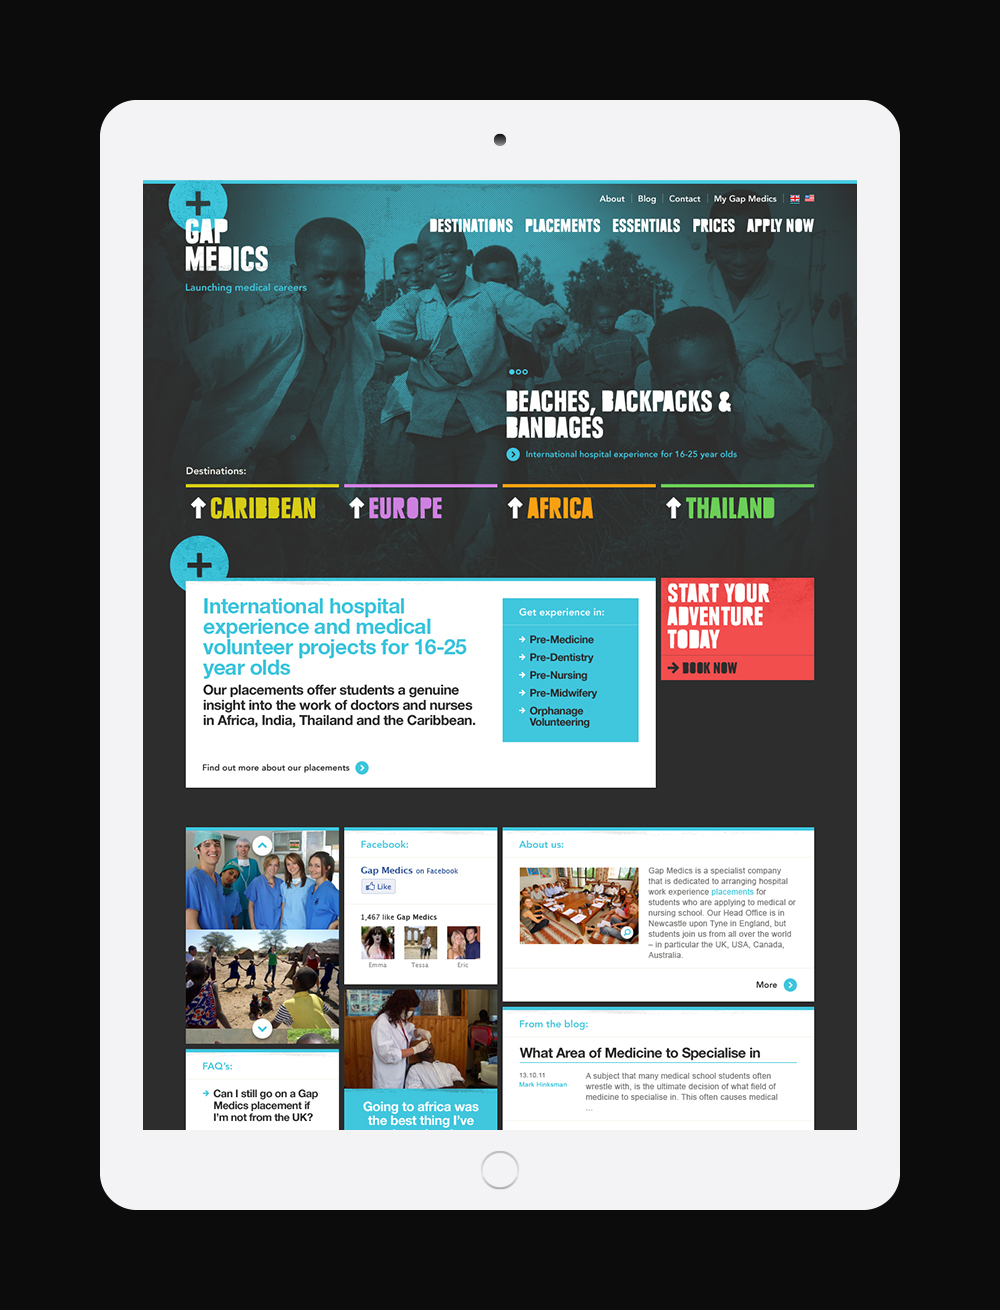 About
Blog
Contact
My Gap Medics
DESTINATIONS
PLACEMENTS
ESSENTIALS
PRICES
APPLY NOW
GAP
MEDICS
Launching medical careers
BEACHES, BACKPACKS &
BANDAGES
International hospital experience for 16-25 year olds
Destinations:
CARIBBEAN
EUROPE
AFRICA
THAILAND
International hospital
experience and medical
volunteer projects for 16-25
year olds
Our placements offer students a genuine
insight into the work of doctors and nurses
in Africa, India, Thailand and the Caribbean.
Find out more about our placements
Get experience in:
Pre-Medicine
Pre-Dentistry
Pre-Nursing
Pre-Midwifery
Orphanage
Volunteering
START YOUR
ADVENTURE
TODAY
BOOK NOW
FAQ's:
Can I still go on a Gap
Medics placement if
I'm not from the UK?
Facebook:
Gap Medics on Facebook
Like
1,467 like Gap Medics
Emma
Tessa
Eric
Going to africa was
the best thing I've
About us:
Gap Medics is a specialist company
that is dedicated to arranging hospital
work experience placements for
students who are applying to medical or
nursing school. Our Head Office is in
Newcastle upon Tyne in England, but
students join us from all over the world
– in particular the UK, USA, Canada,
Australia.
More
From the blog:
What Area of Medicine to Specialise in
13.10.11
Mark Hinksman
A subject that many medical school students often
wrestle with, is the ultimate decision of what field of
medicine to specialise in. This often causes medical
...